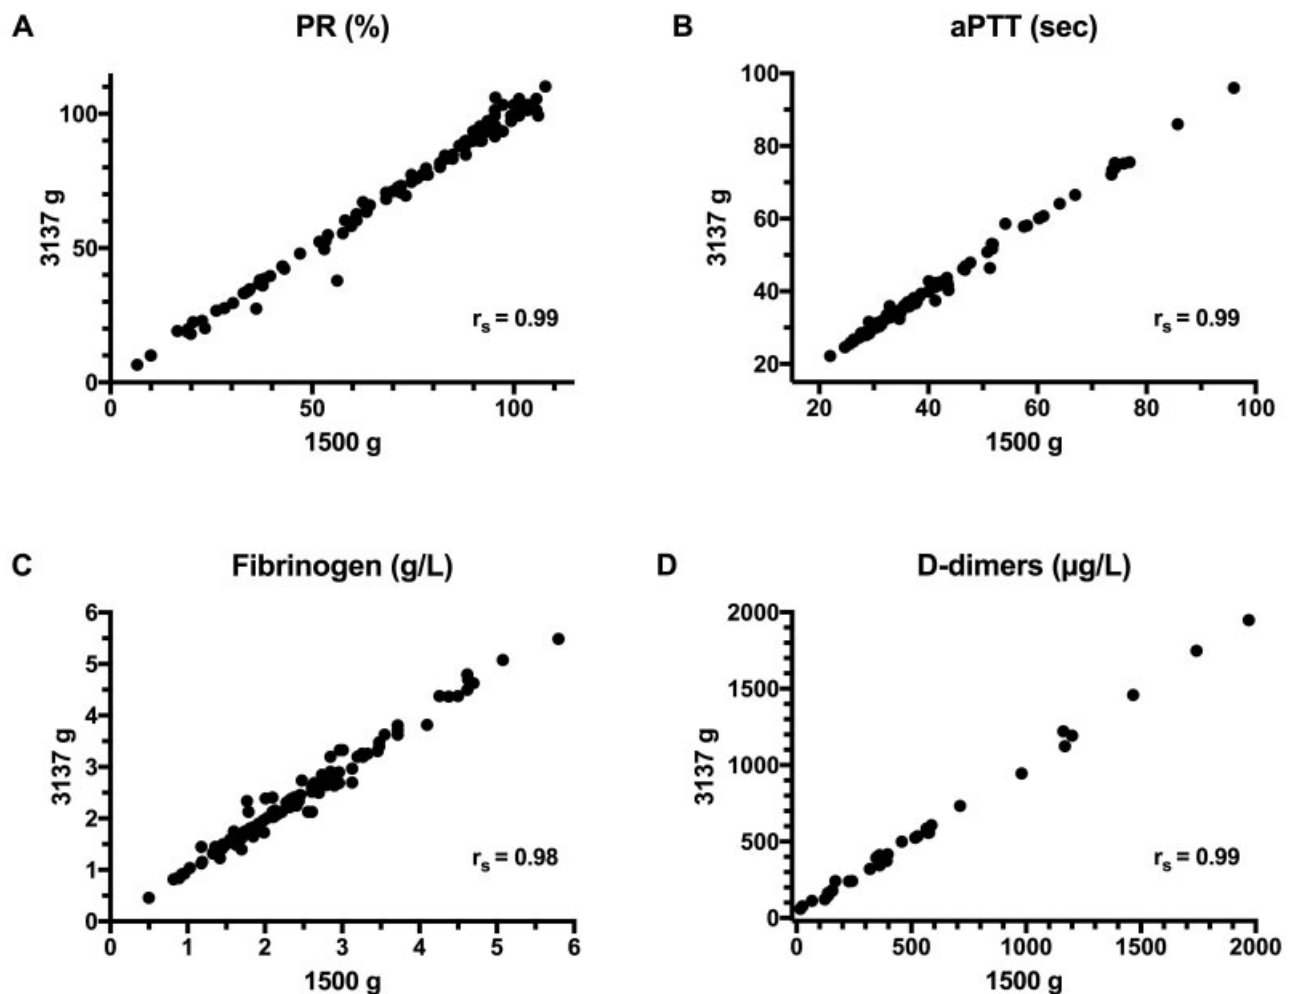 A
PR (%)
100
50
0
3137 g
0 50 100
1500 g
rs = 0.99
B
aPTT (sec)
100
80
60
40
20
3137 g
20 40 60 80 100
1500 g
rs = 0.99
C
Fibrinogen (g/L)
6
5
4
3
2
1
0
3137 g
0 1 2 3 4 5 6
1500 g
rs = 0.98
D
D-dimers (µg/L)
2000
1500
1000
500
0
3137 g
0 500 1000 1500 2000
1500 g
rs = 0.99